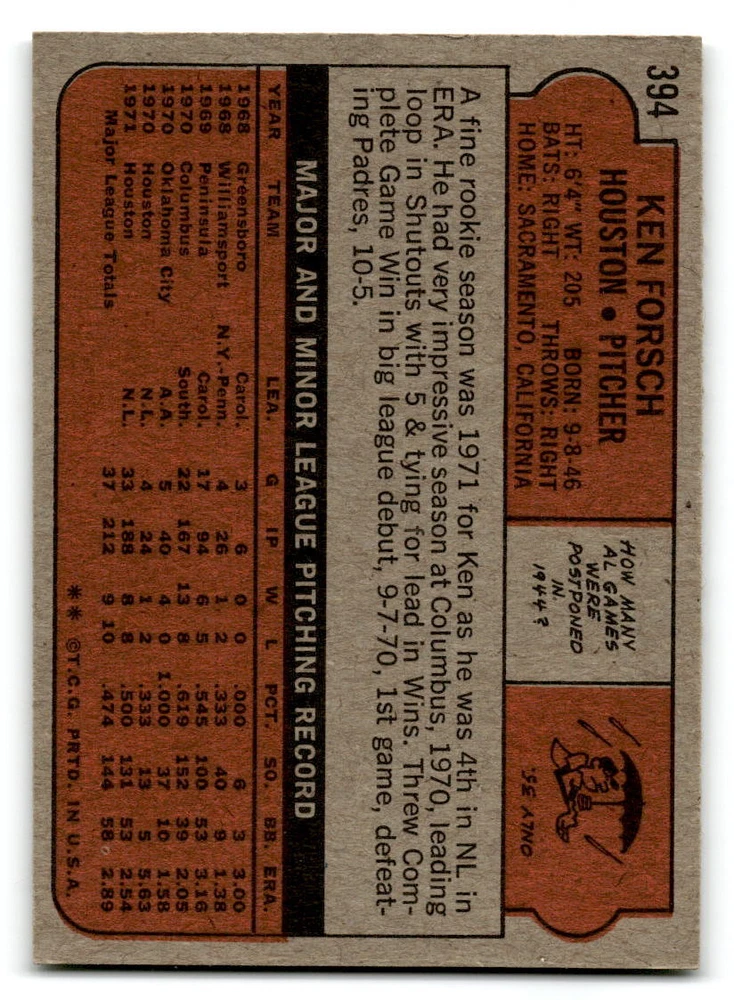 394
KEN FORSCH
HOUSTON • PITCHER
HT: 6'4" WT: 205 BORN: 9-8-46
BATS: RIGHT THROWS: RIGHT
HOME: SACRAMENTO, CALIFORNIA
HOW MANY
AL GAMES
WERE
POSTPONED
IN
1944?
ONLY 35.
A fine rookie season was 1971 for Ken as he was 4th in NL in
ERA. He had very impressive season at Columbus, 1970, leading
loop in Shutouts with 5 & tying for lead in Wins. Threw Com-
plete Game Win in big league debut, 9-7-70, 1st game, defeat-
ing Padres, 10-5.
MAJOR AND MINOR LEAGUE PITCHING RECORD
YEAR TEAM LEA. G IP W L PCT. SO. BB. ERA.
1968 Greensboro Carol. 3 6 0 0 .000 6 3 3.00
1968 Williamsport N.Y.-Penn. 4 26 1 2 .333 40 9 1.38
1969 Peninsula Carol. 17 94 6 5 .545 100 53 3.16
1970 Columbus South. 22 167 13 8 .619 152 39 2.05
1970 Oklahoma City A.A. 5 40 4 0 1.000 37 10 1.58
1970 Houston N.L. 4 24 1 2 .333 13 5 5.63
1971 Houston N.L. 33 188 8 8 .500 131 53 2.54
Major League Totals 37 212 9 10 .474 144 58 2.89
** ©T.C.G. PRTD. IN U.S.A.